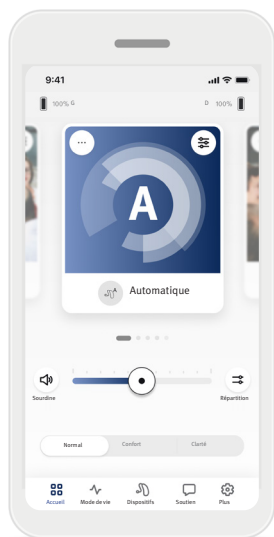 9:41
100% G D 100%
A
Automatique
Sourdine Répartition
Normal Confort Clarté
Accueil Mode de vie Dispositifs Soutien Plus